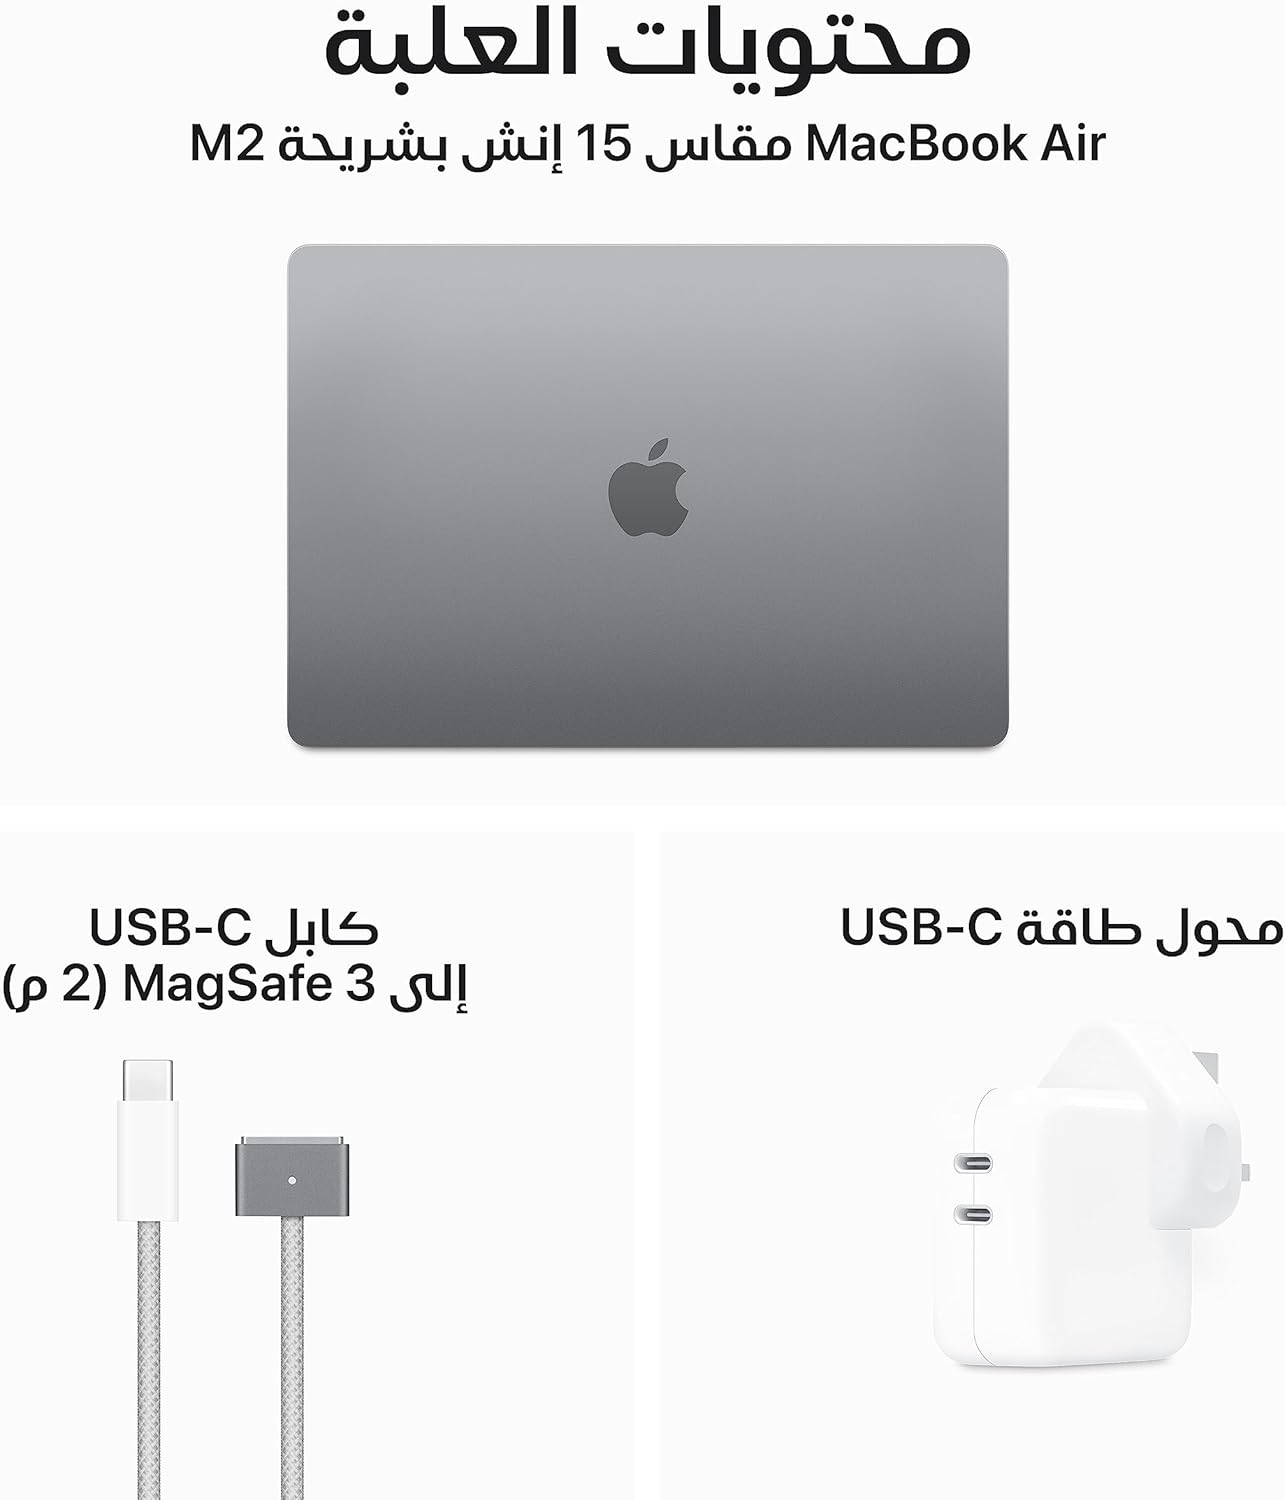 محتويات العلبة
MacBook Air مقاس 15 إنش بشريحة M2
محول طاقة USB-C
كابل USB-C
إلى MagSafe 3 (2 م)